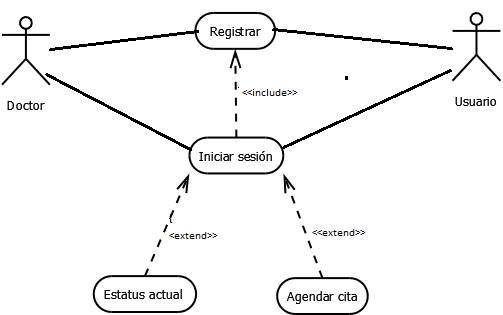 Registrar
Doctor
Usuario
<<include>>
Iniciar sesión
{
<extend>>
<<extend>>
Estatus actual
Agendar cita